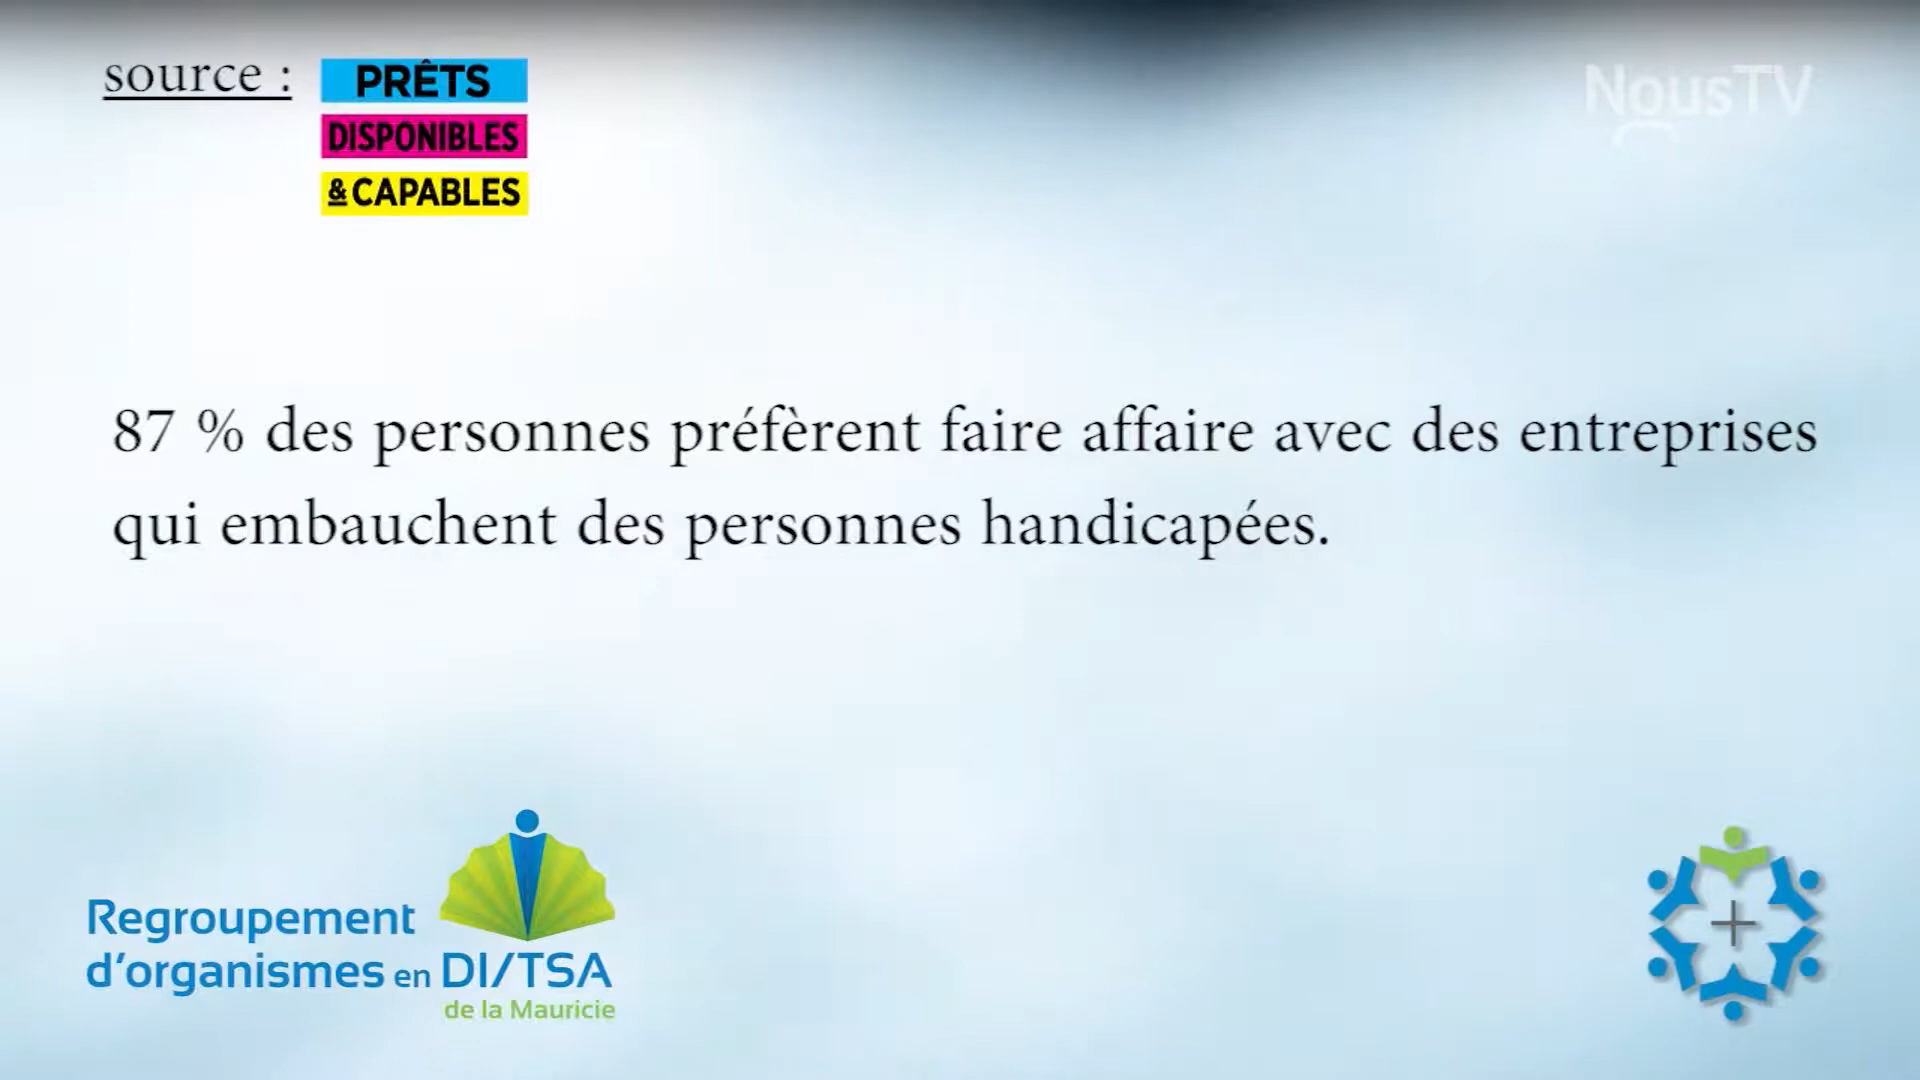 source :
PRÊTS
DISPONIBLES
& CAPABLES
NousTV
87 % des personnes préfèrent faire affaire avec des entreprises
qui embauchent des personnes handicapées.
Regroupement
d'organismes en DI/TSA
de la Mauricie